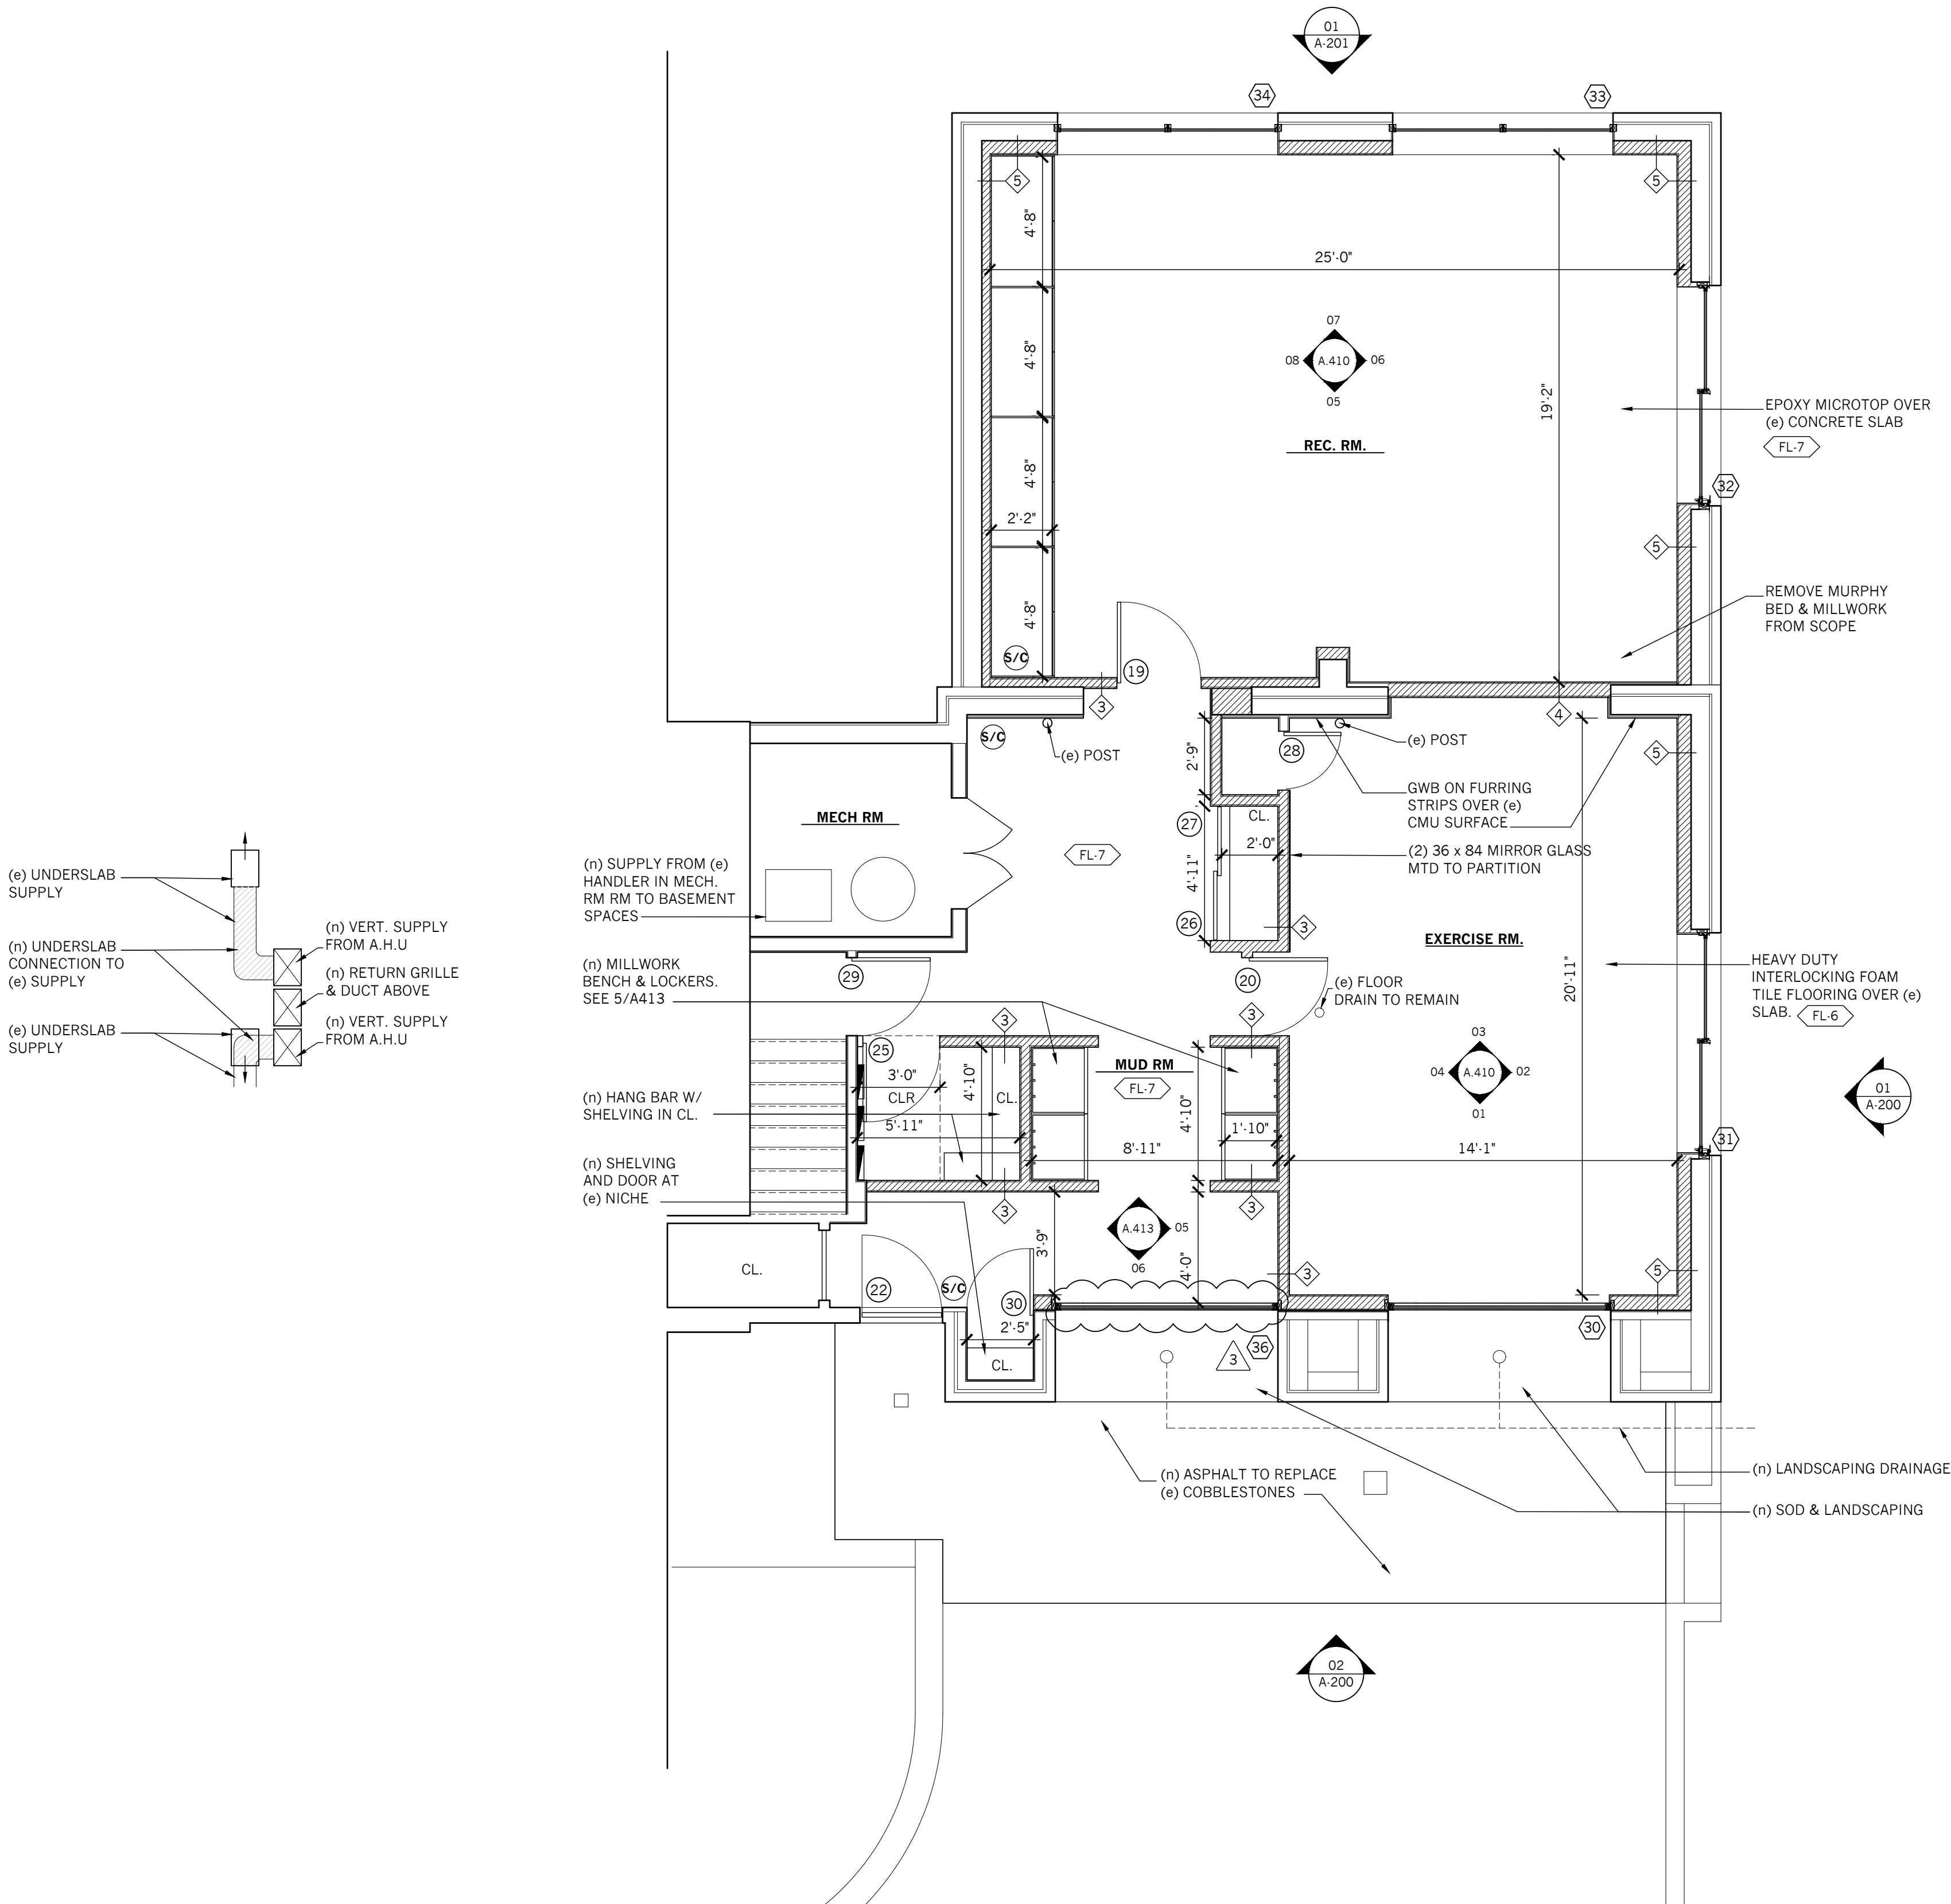 01
A-201
34
33
5
5
4'-8"
25'-0"
07
08
A.410
06
05
4'-8"
19'-2"
EPOXY MICROTOP OVER
(e) CONCRETE SLAB
FL-7
REC. RM.
4'-8"
32
2'-2"
5
REMOVE MURPHY
BED & MILLWORK
FROM SCOPE
4'-8"
S/C
19
3
4
S/C
(e) POST
28
(e) POST
5
2'-9"
GWB ON FURRING
STRIPS OVER (e)
CMU SURFACE
MECH RM
27
CL.
2'-0"
FL-7
(2) 36 x 84 MIRROR GLASS
MTD TO PARTITION
4'-11"
(n) SUPPLY FROM (e)
HANDLER IN MECH.
RM RM TO BASEMENT
SPACES
26
3
EXERCISE RM.
(e) UNDERSLAB
SUPPLY
(n) VERT. SUPPLY
FROM A.H.U
(n) UNDERSLAB
CONNECTION TO
(e) SUPPLY
(n) RETURN GRILLE
& DUCT ABOVE
(e) UNDERSLAB
SUPPLY
(n) VERT. SUPPLY
FROM A.H.U
(n) MILLWORK
BENCH & LOCKERS.
SEE 5/A413
29
20
(e) FLOOR
DRAIN TO REMAIN
20'-11"
HEAVY DUTY
INTERLOCKING FOAM
TILE FLOORING OVER (e)
SLAB.
FL-6
3
3
25
MUD RM
FL-7
03
04
A.410
02
01
01
A-200
3'-0"
CLR
4'-10"
CL.
5'-11"
4'-10"
1'-10"
(n) HANG BAR W/
SHELVING IN CL.
8'-11"
14'-1"
31
(n) SHELVING
AND DOOR AT
(e) NICHE
3
3
A.413
05
06
3'-9"
4'-0"
CL.
22
S/C
30
3
5
2'-5"
CL.
3
36
30
(n) ASPHALT TO REPLACE
(e) COBBLESTONES
(n) LANDSCAPING DRAINAGE
(n) SOD & LANDSCAPING
02
A-200